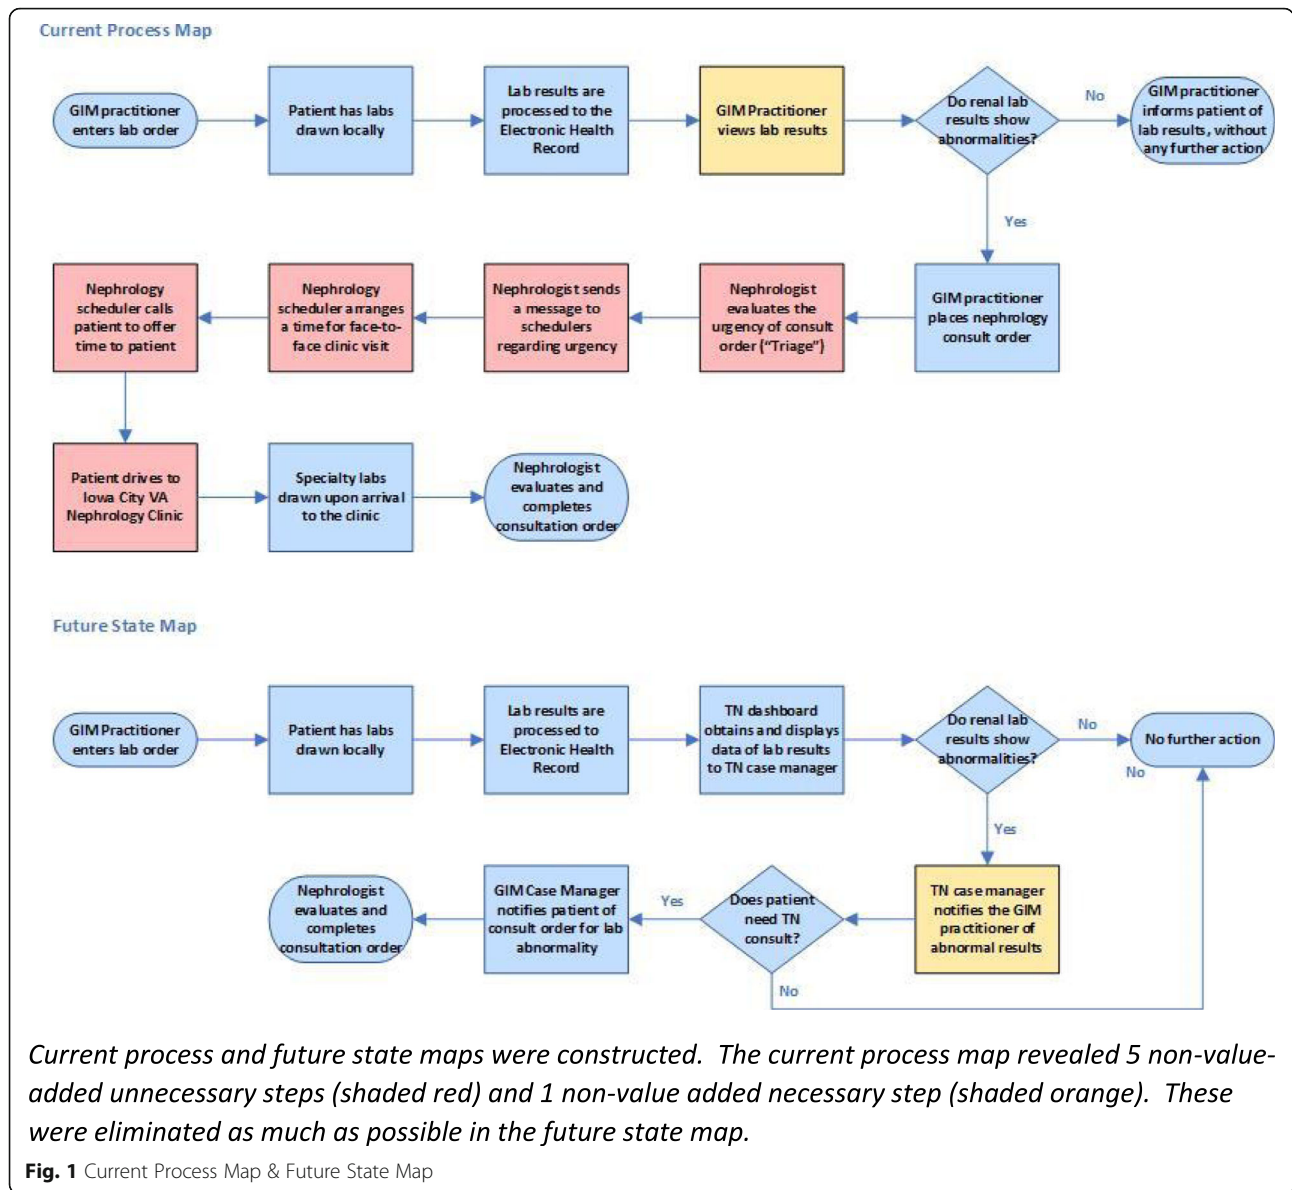 Current Process Map
GIM practitioner
enters lab order
Patient has labs
drawn locally
Lab results are
processed to the
Electronic Health
Record
GIM Practitioner
views lab results
Do renal lab
results show
abnormalities?
No
GIM practitioner
informs patient of
lab results, without
any further action
Yes
GIM practitioner
places nephrology
consult order
Nephrologist
evaluates the
urgency of consult
order ("Triage")
Nephrologist sends
a message to
schedulers
regarding urgency
Nephrology
scheduler arranges
a time for face-to-
face clinic visit
Nephrology
scheduler calls
patient to offer
time to patient
Patient drives to
Iowa City VA
Nephrology Clinic
Specialty labs
drawn upon arrival
to the clinic
Nephrologist
evaluates and
completes
consultation order
Future State Map
GIM Practitioner
enters lab order
Patient has labs
drawn locally
Lab results are
processed to
Electronic Health
Record
TN dashboard
obtains and displays
data of lab results
to TN case manager
Do renal lab
results show
abnormalities?
No
No further action
No
Yes
TN case manager
notifies the GIM
practitioner of
abnormal results
Does patient
need TN
consult?
Yes
GIM Case Manager
notifies patient of
consult order for lab
abnormality
Nephrologist
evaluates and
completes
consultation order
No
Current process and future state maps were constructed. The current process map revealed 5 non-value-
added unnecessary steps (shaded red) and 1 non-value added necessary step (shaded orange). These
were eliminated as much as possible in the future state map.
Fig. 1 Current Process Map & Future State Map